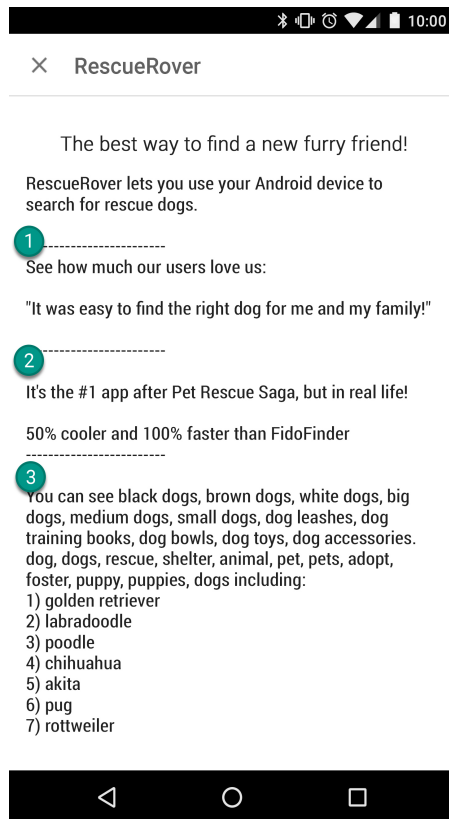 10:00
RescueRover
The best way to find a new furry friend!
RescueRover lets you use your Android device to
search for rescue dogs.
1
-----------------------
See how much our users love us:
"It was easy to find the right dog for me and my family!"
-----------------------
2
It's the #1 app after Pet Rescue Saga, but in real life!
50% cooler and 100% faster than FidoFinder
-------------------------
3
You can see black dogs, brown dogs, white dogs, big
dogs, medium dogs, small dogs, dog leashes, dog
training books, dog bowls, dog toys, dog accessories.
dog, dogs, rescue, shelter, animal, pet, pets, adopt,
foster, puppy, puppies, dogs including:
1) golden retriever
2) labradoodle
3) poodle
4) chihuahua
5) akita
6) pug
7) rottweiler